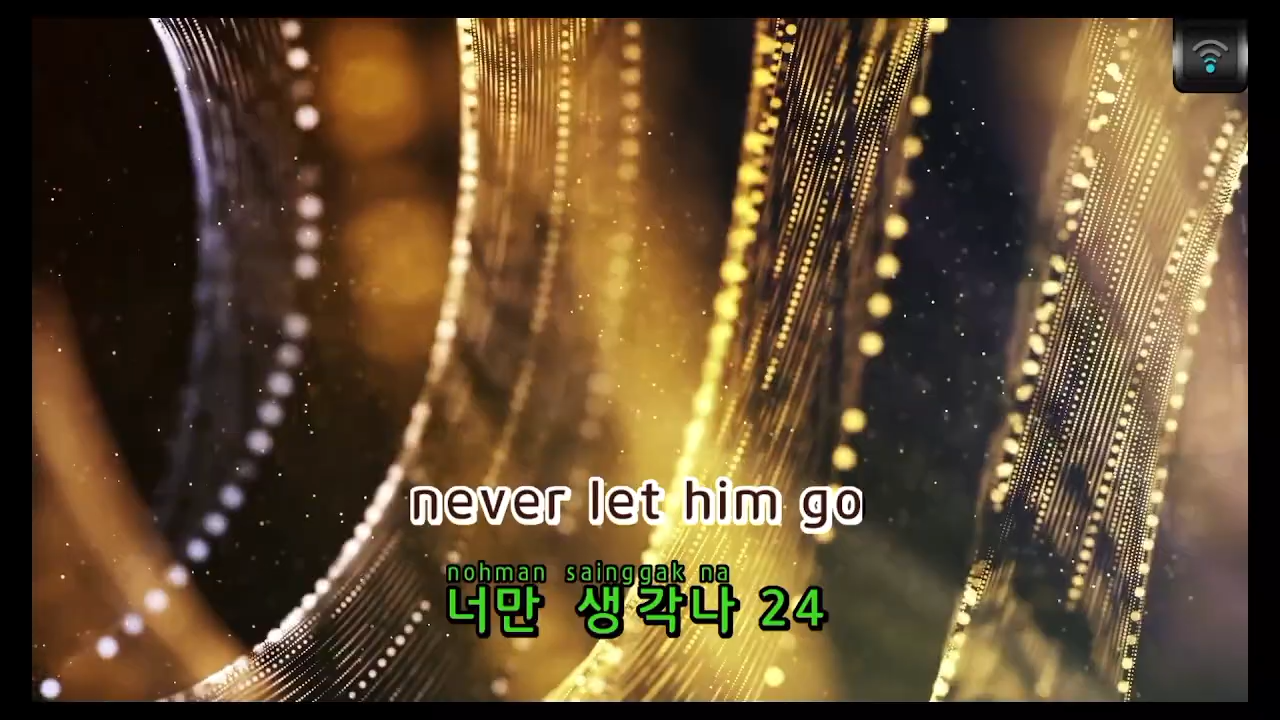 never let him go
nohman sainggak na
너만 생각나 24